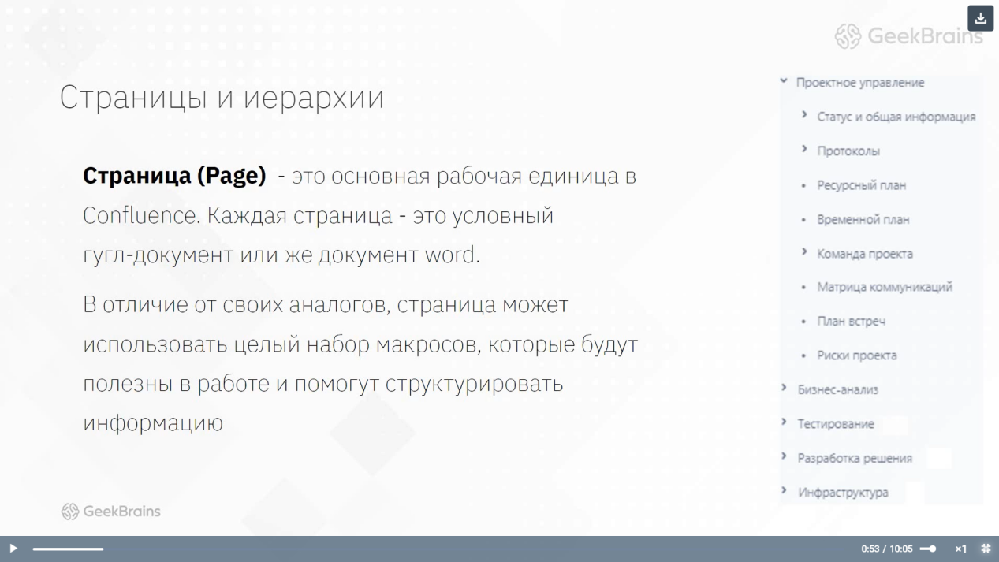 GeekBrains
Страницы и иерархии
Страница (Page) - это основная рабочая единица в
Confluence. Каждая страница - это условный
гугл-документ или же документ word.
В отличие от своих аналогов, страница может
использовать целый набор макросов, которые будут
полезны в работе и помогут структурировать
информацию
Проектное управление
Статус и общая информация
Протоколы
Ресурсный план
Временной план
Команда проекта
Матрица коммуникаций
План встреч
Риски проекта
Бизнес-анализ
Тестирование
Разработка решения
Инфраструктура
GeekBrains
0:53 / 10:05 ×1